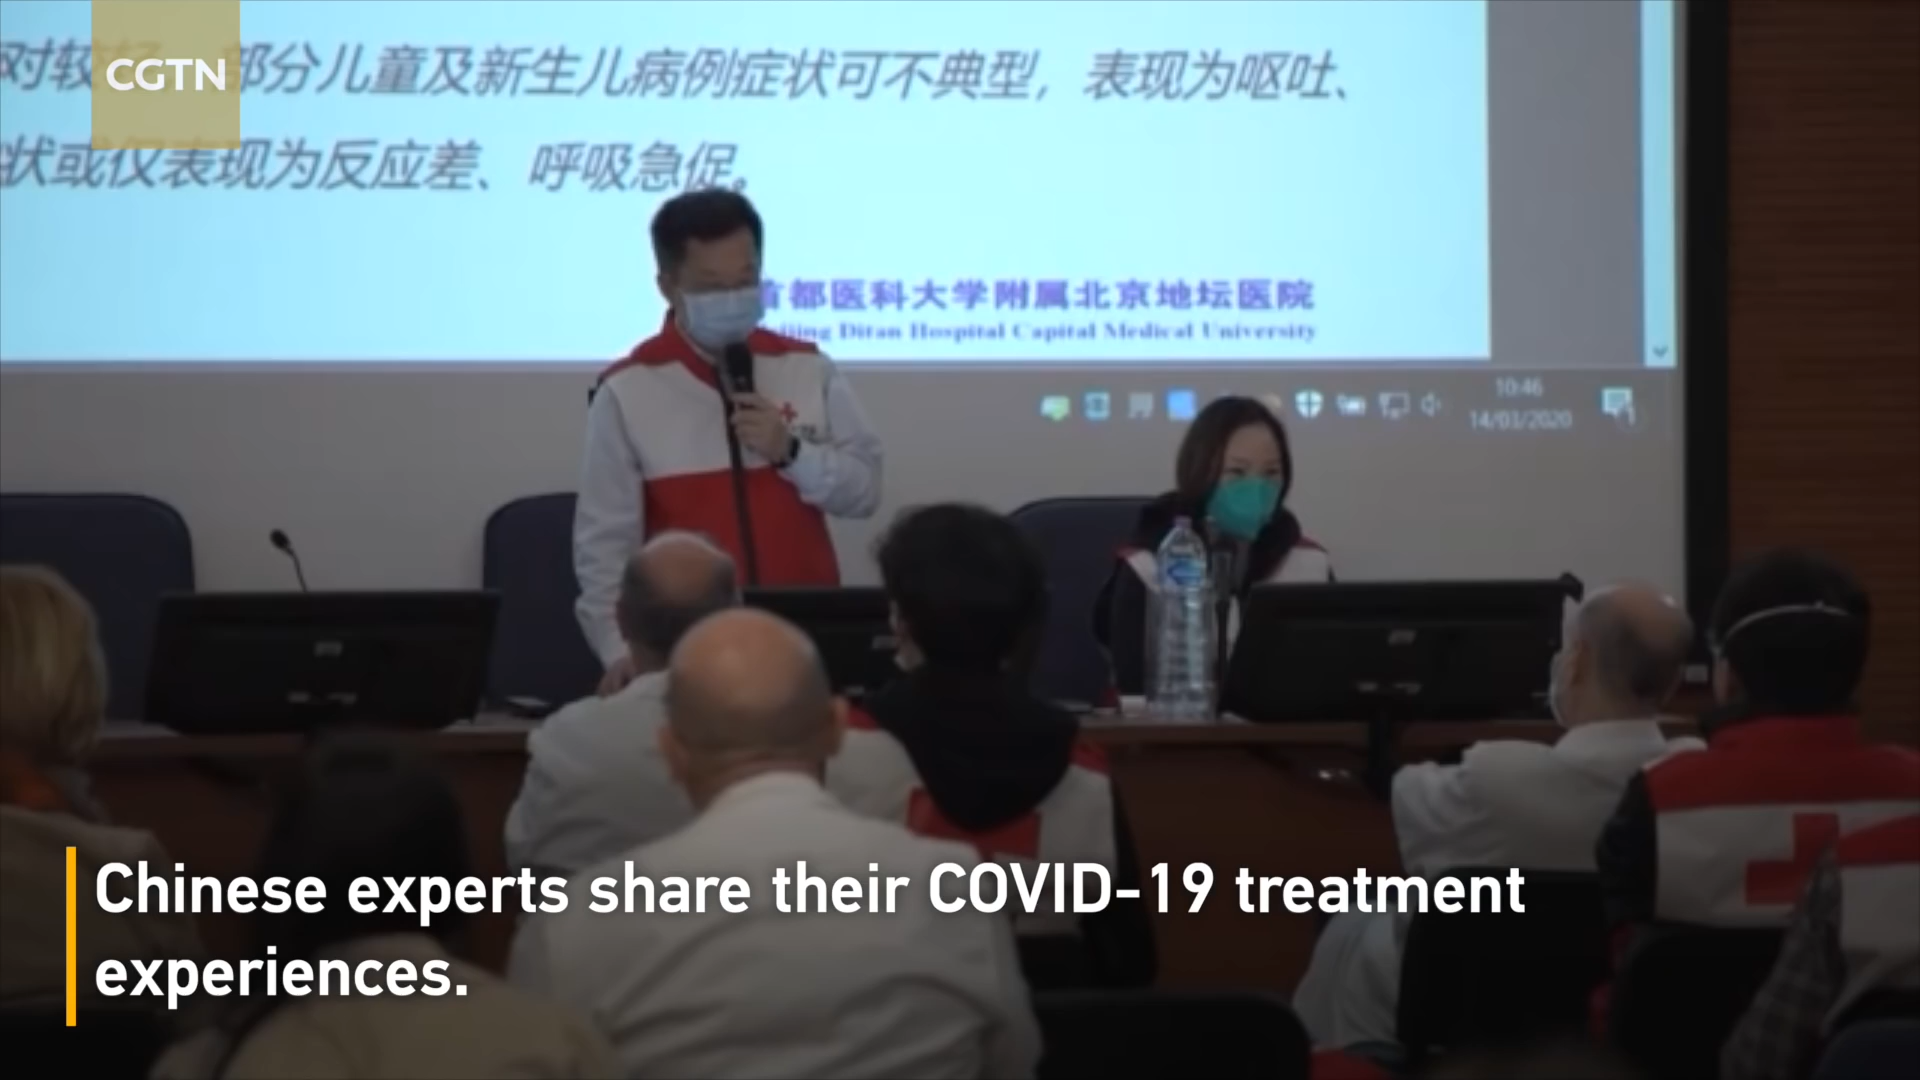 CGTN
对较
部分儿童及新生儿病例症状可不典型，表现为呕吐、
状或仅表现为反应差、呼吸急促。
都医科大学附属北京地坛医院
Ditan Hospital Capital Medical University
10:46
14/03/2020
1
Chinese experts share their COVID-19 treatment
experiences.